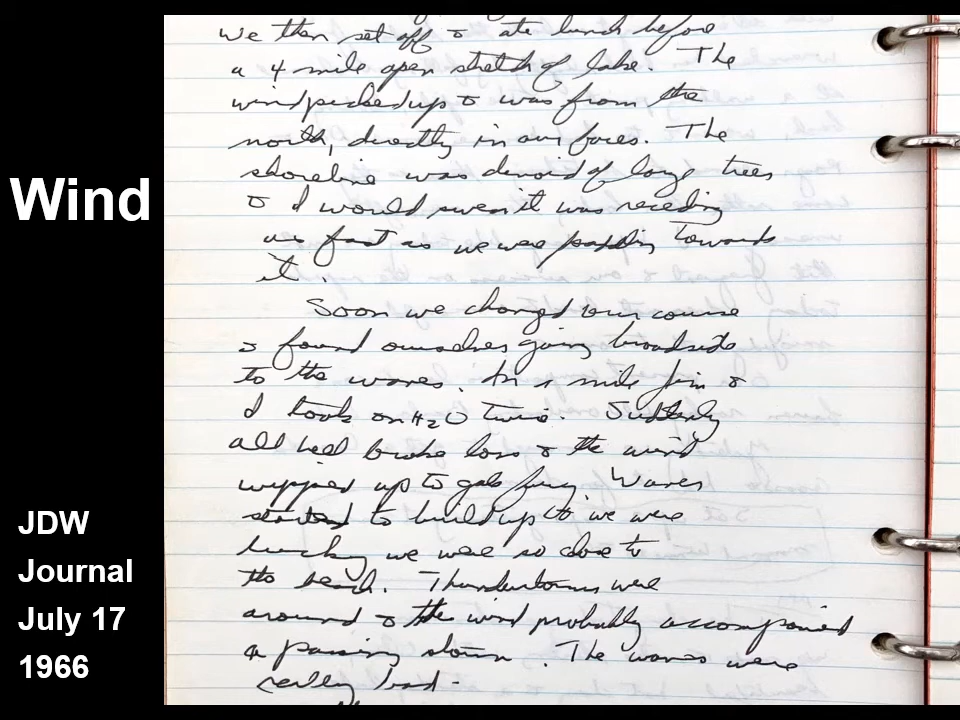 Wind
JDW
Journal
July 17
1966
We then set off & ate lunch before
a 4 mile open stretch of lake. The
wind picked up & was from the
north, directly in our faces. The
shoreline was devoid of large trees
& I would swear it was receding
as fast as we were paddling towards
it.
Soon we changed our course
& found ourselves going broadside
to the waves. In a mile Jim &
I took on H2O twice. Suddenly
all hell broke loss & the wind
wipped up to gale fury. Waves
started to build up & we were
lucky we were so close to
the beach. Thunderstorms were
around & the wind probably accompanied
a passing storm. The waves were
really bad.